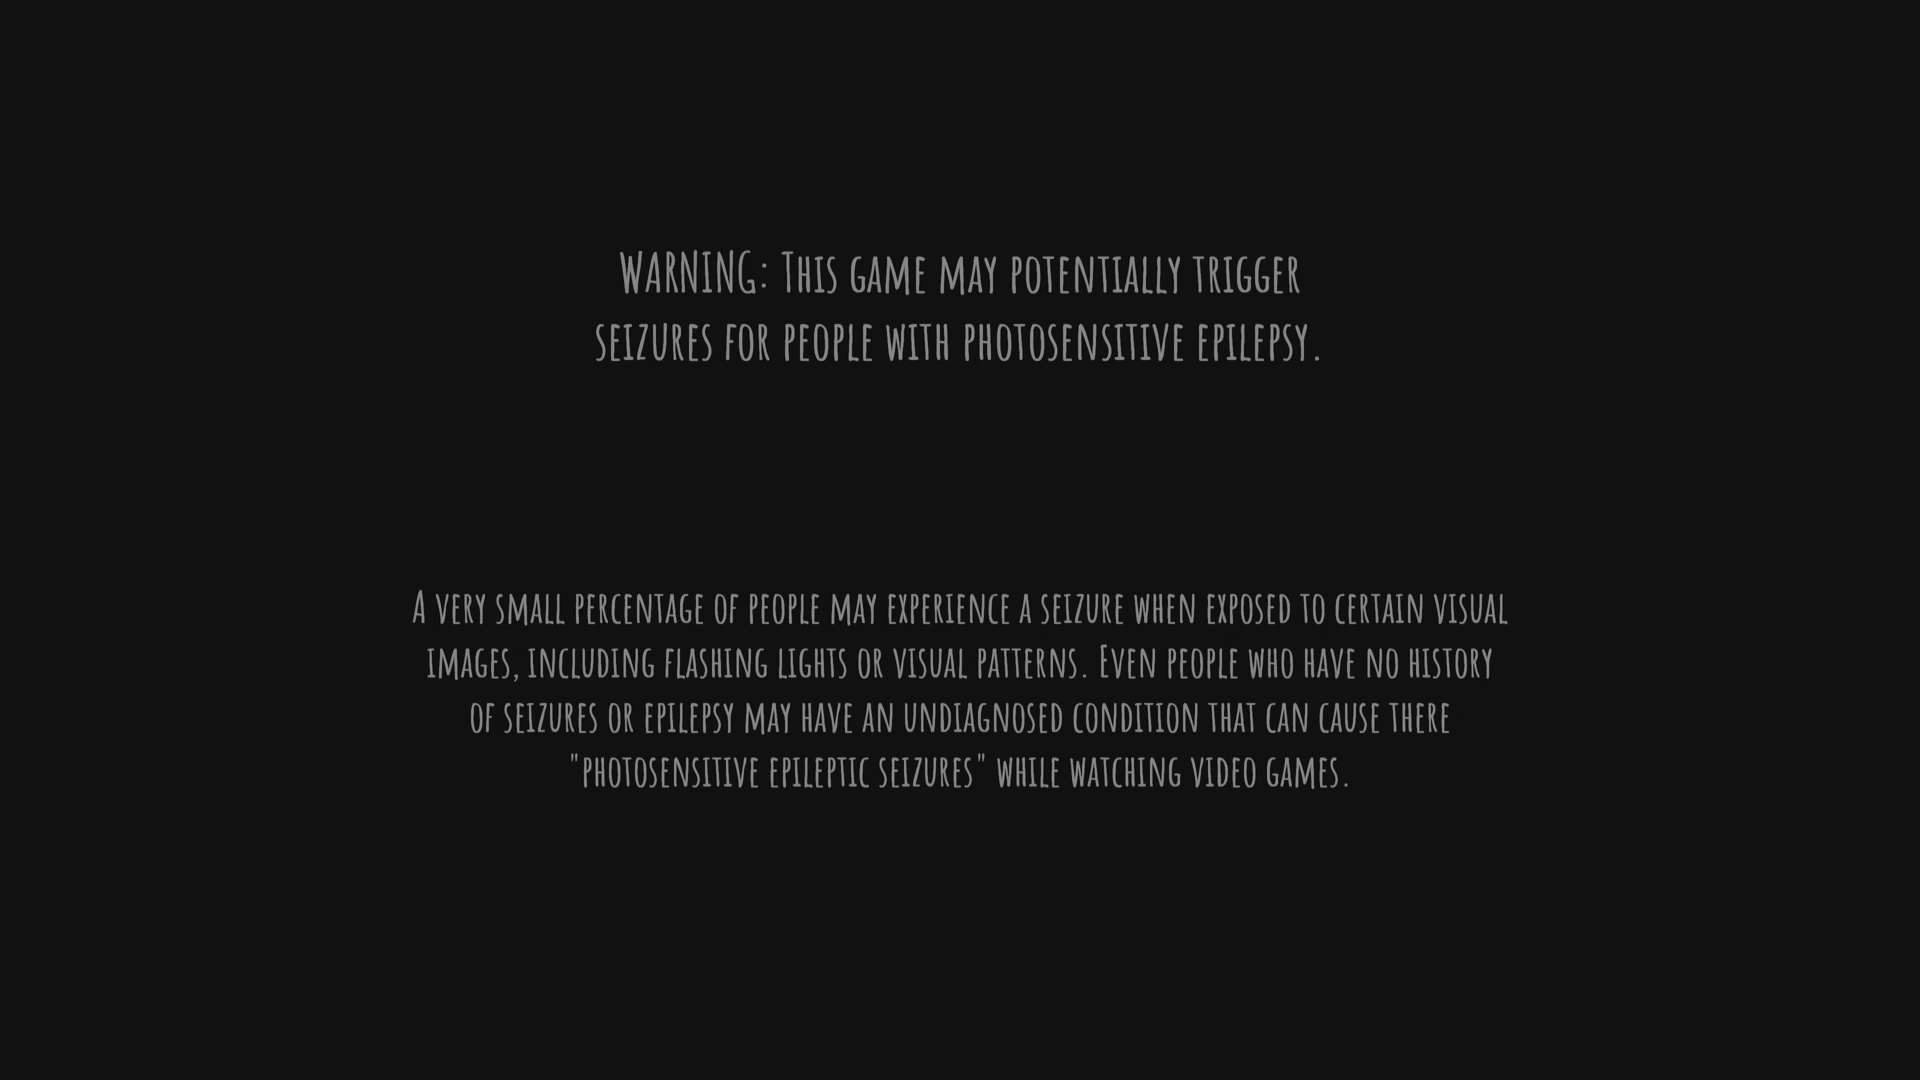 WARNING: This game may potentially trigger
seizures for people with photosensitive epilepsy.
A very small percentage of people may experience a seizure when exposed to certain visual
images, including flashing lights or visual patterns. Even people who have no history
of seizures or epilepsy may have an undiagnosed condition that can cause there
"photosensitive epileptic seizures" while watching video games.